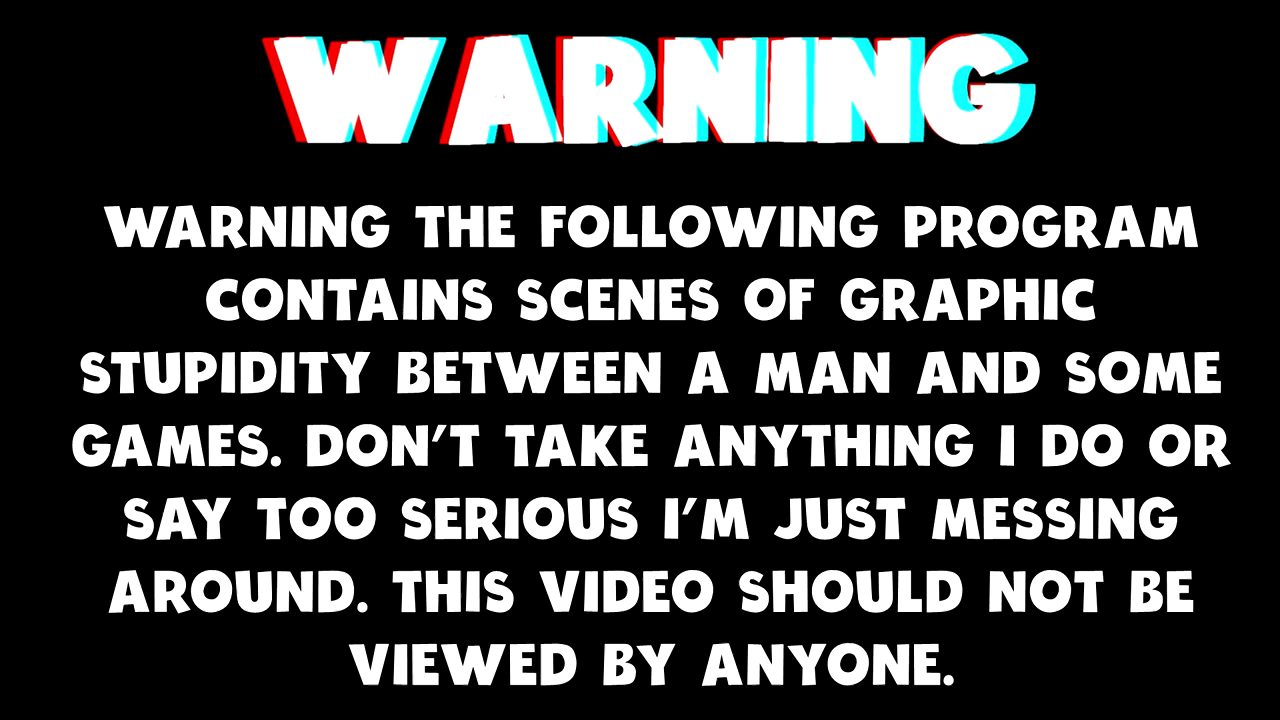 WARNING
WARNING THE FOLLOWING PROGRAM
CONTAINS SCENES OF GRAPHIC
STUPIDITY BETWEEN A MAN AND SOME
GAMES. DON'T TAKE ANYTHING I DO OR
SAY TOO SERIOUS I'M JUST MESSING
AROUND. THIS VIDEO SHOULD NOT BE
VIEWED BY ANYONE.